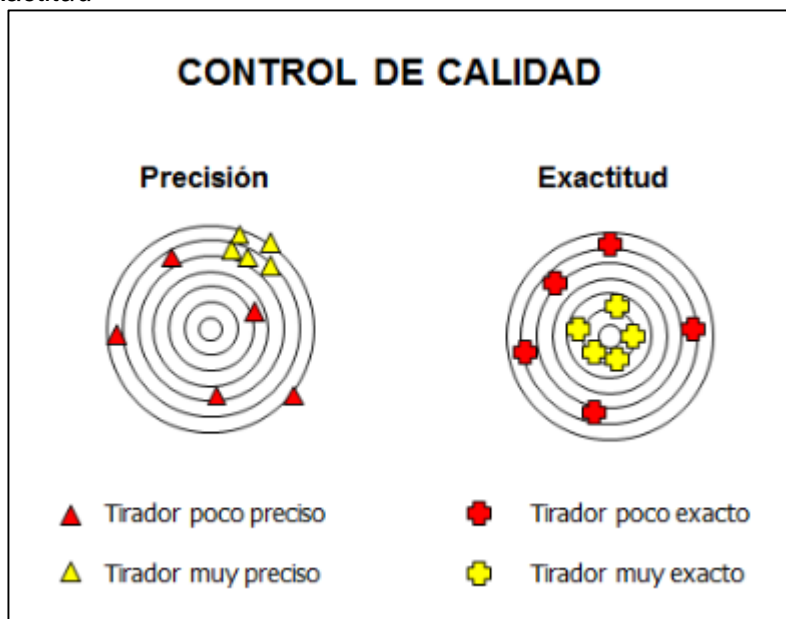 CONTROL DE CALIDAD
Precisión
Exactitud
Tirador poco preciso
Tirador poco exacto
Tirador muy preciso
Tirador muy exacto